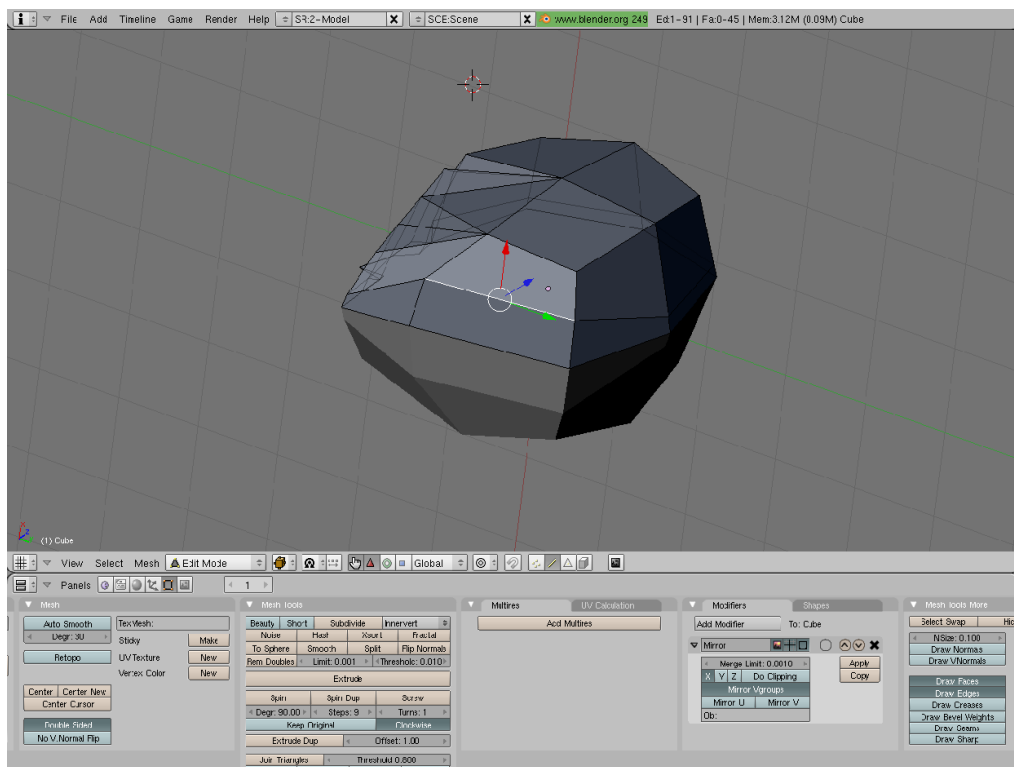 File Add Timeline Game Render Help SR:2-Model X SCE:Scene X www.blender.org 249 Ed:1-91 | Fa:0-45 | Mem:3.12M (0.09M) Cube
(1) Cube
View Select Mesh Edit Mode Global
Panels 1
Mesh
Auto Smooth TexMesh:
Degr: 30 Sticky Make
Retopo UV Texture New
Vertex Color New
Center Center New
Center Cursor
Double Sided
No V.Normal Flip
Mesh Tools
Beauty Short Subdivide Innervert
Noise Hash Xsort Fractal
To Sphere Smooth Split Flip Normals
Rem Doubles Limit: 0.001 Threshold: 0.010
Extrude
Spin Spin Dup Screw
Degr: 90.00 Steps: 9 Turns: 1
Keep Original Clockwise
Extrude Dup Offset: 1.00
Join Triangles Threshold 0.800
Multires UV Calculation
Add Multires
Modifiers Shapes
Add Modifier To: Cube
Mirror
Merge Limit: 0.0010 Apply
X Y Z Do Clipping Copy
Mirror Vgroups
Mirror U Mirror V
Ob:
Mesh Tools More
Select Swap
NSize: 0.100
Draw Normals
Draw VNormals
Draw Faces
Draw Edges
Draw Creases
Draw Bevel Weights
Draw Seams
Draw Sharp